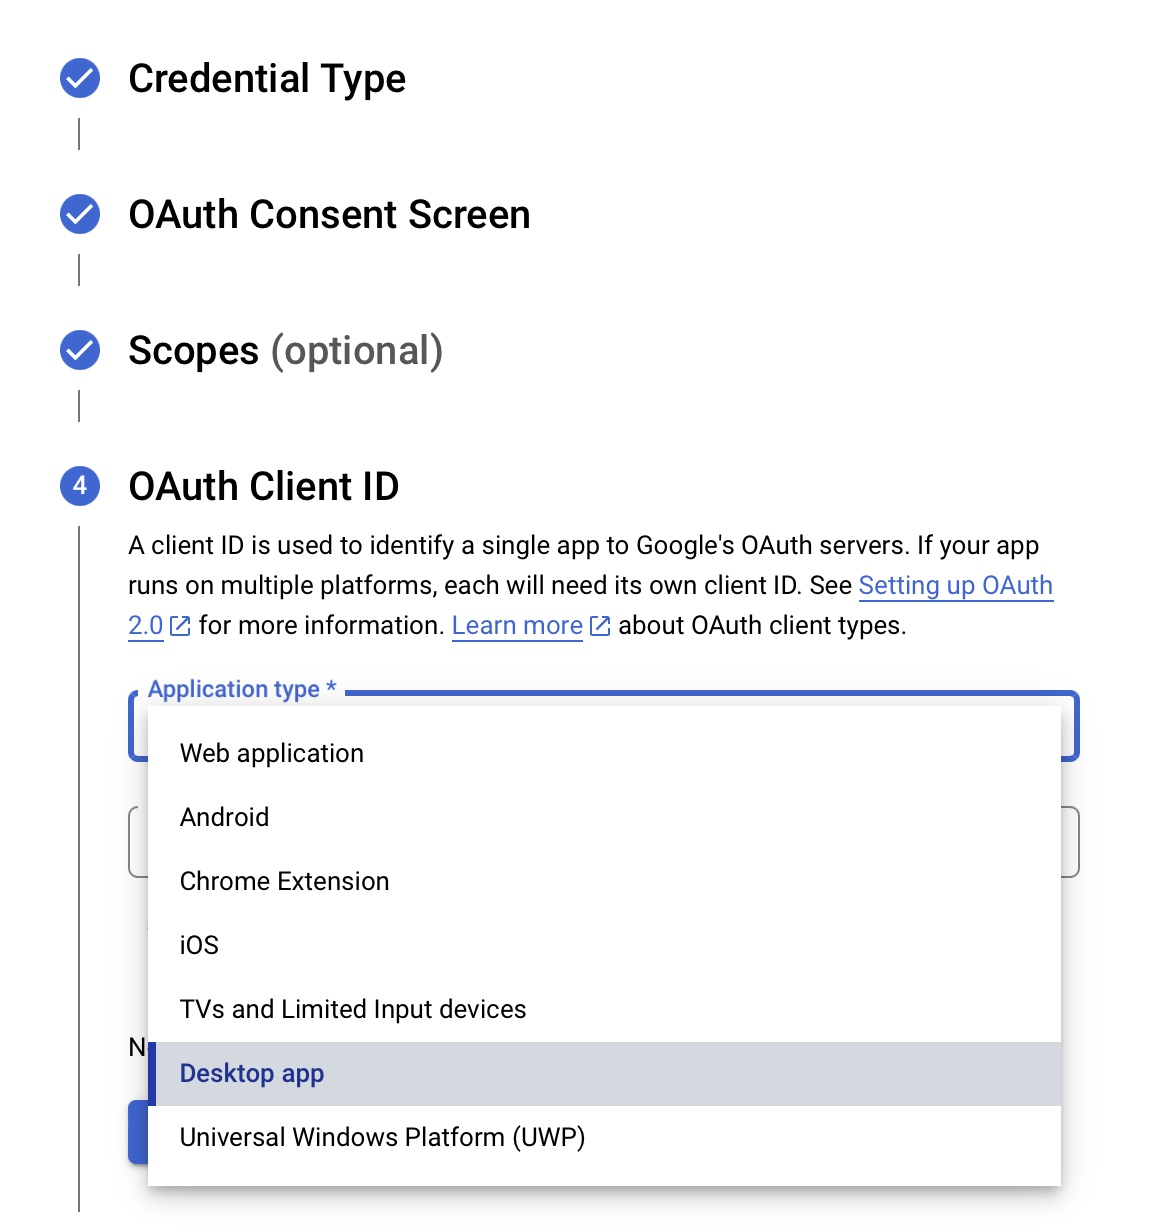 Credential Type
OAuth Consent Screen
Scopes (optional)
4 OAuth Client ID
A client ID is used to identify a single app to Google's OAuth servers. If your app
runs on multiple platforms, each will need its own client ID. See Setting up OAuth
2.0 for more information. Learn more about OAuth client types.
Application type *
Web application
Android
Chrome Extension
iOS
TVs and Limited Input devices
Desktop app
Universal Windows Platform (UWP)